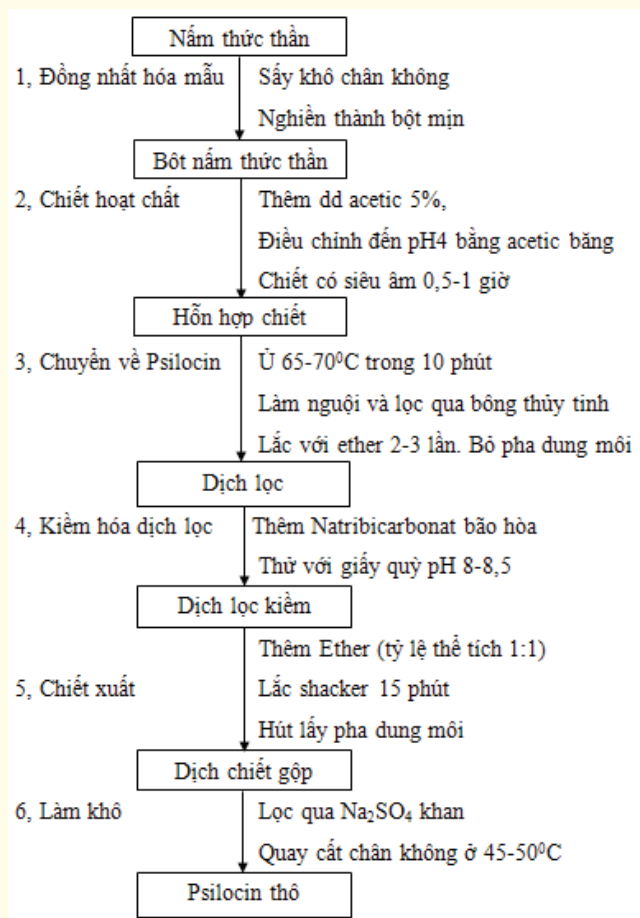 Nấm thức thần
1, Đồng nhất hóa mẫu
Sấy khô chân không
Nghiền thành bột mịn
Bôt nấm thức thần
2, Chiết hoạt chất
Thêm dd acetic 5%,
Điều chỉnh đến pH4 bằng acetic băng
Chiết có siêu âm 0,5-1 giờ
Hỗn hợp chiết
3, Chuyển về Psilocin
Ủ 65-70⁰C trong 10 phút
Làm nguội và lọc qua bông thủy tinh
Lắc với ether 2-3 lần. Bỏ pha dung môi
Dịch lọc
4, Kiềm hóa dịch lọc
Thêm Natribicarbonat bão hòa
Thử với giấy quỳ pH 8-8,5
Dịch lọc kiềm
Thêm Ether (tỷ lệ thể tích 1:1)
5, Chiết xuất
Lắc shacker 15 phút
Hút lấy pha dung môi
Dịch chiết gộp
6, Làm khô
Lọc qua Na₂SO₄ khan
Quay cất chân không ở 45-50⁰C
Psilocin thô